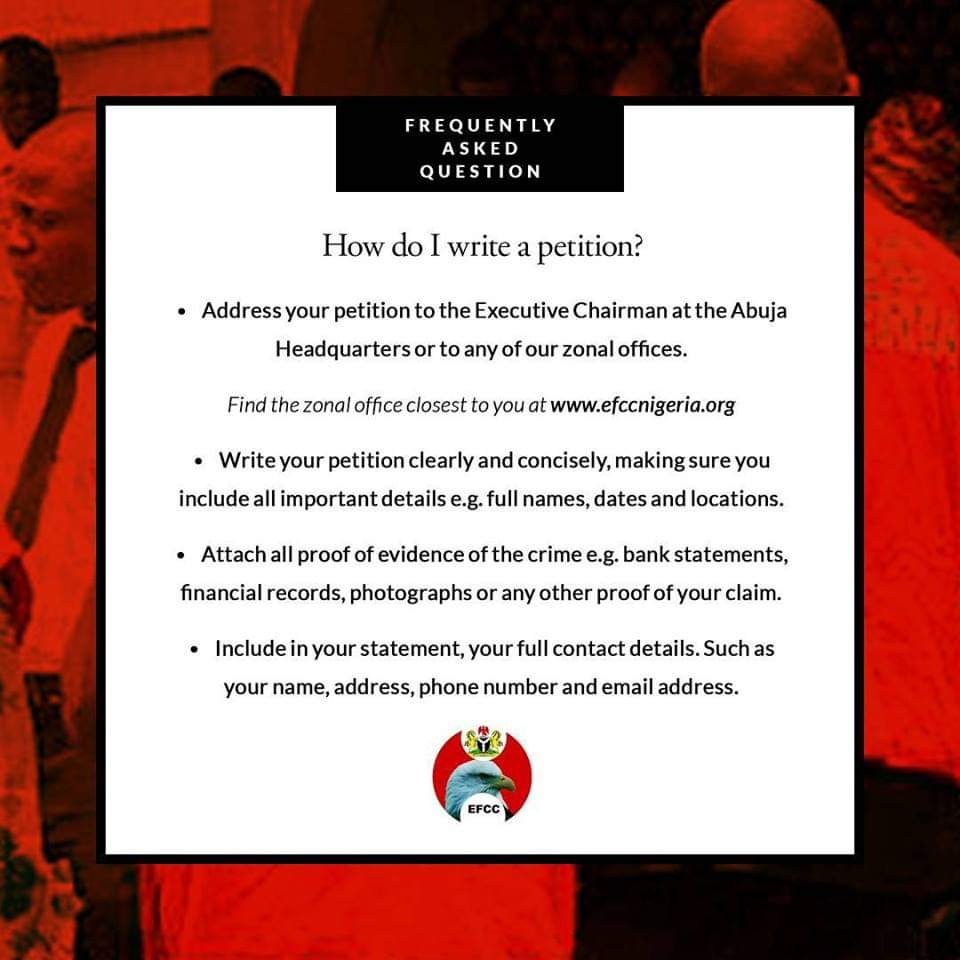 FREQUENTLY
ASKED
QUESTION
How do I write a petition?
• Address your petition to the Executive Chairman at the Abuja
Headquarters or to any of our zonal offices.
Find the zonal office closest to you at www.efccnigeria.org
• Write your petition clearly and concisely, making sure you
include all important details e.g. full names, dates and locations.
• Attach all proof of evidence of the crime e.g. bank statements,
financial records, photographs or any other proof of your claim.
• Include in your statement, your full contact details. Such as
your name, address, phone number and email address.
EFCC